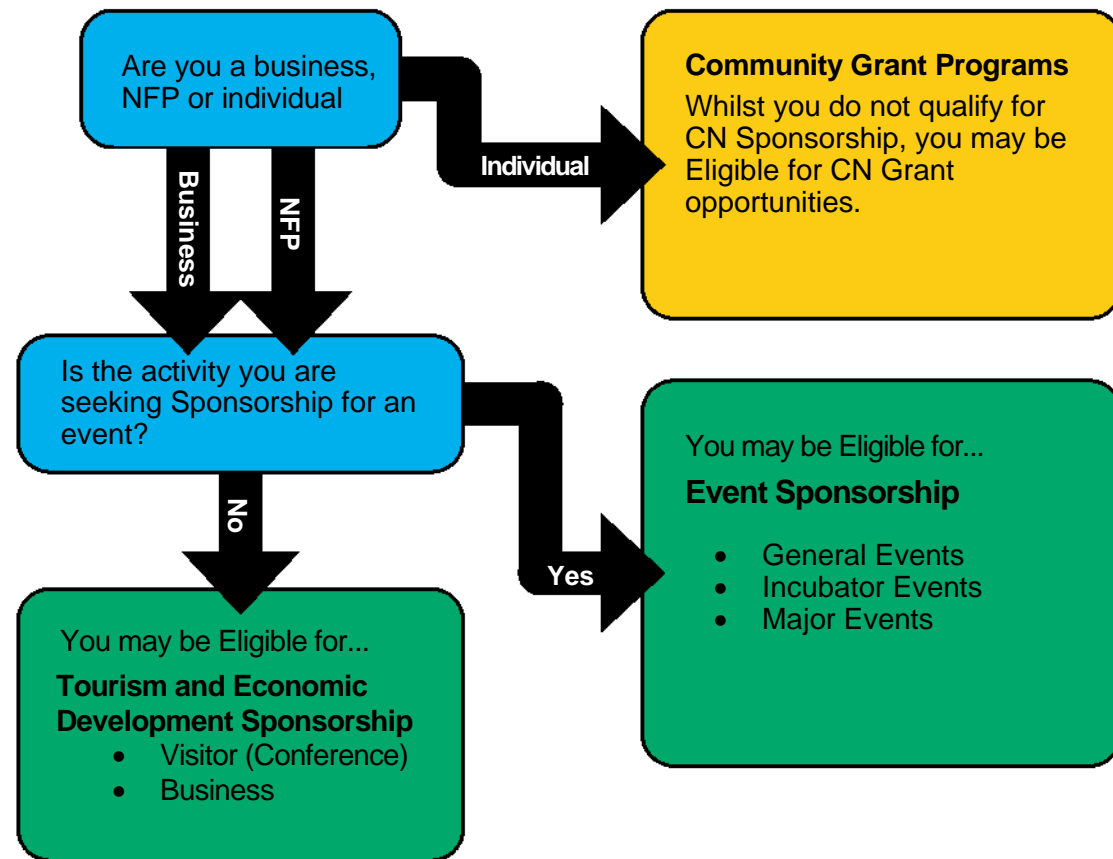 Are you a business,
NFP or individual
Individual
Community Grant Programs
Whilst you do not qualify for
CN Sponsorship, you may be
Eligible for CN Grant
opportunities.
Business
NFP
Is the activity you are
seeking Sponsorship for an
event?
No
Yes
You may be Eligible for...
Event Sponsorship
• General Events
• Incubator Events
• Major Events
You may be Eligible for...
Tourism and Economic
Development Sponsorship
• Visitor (Conference)
• Business